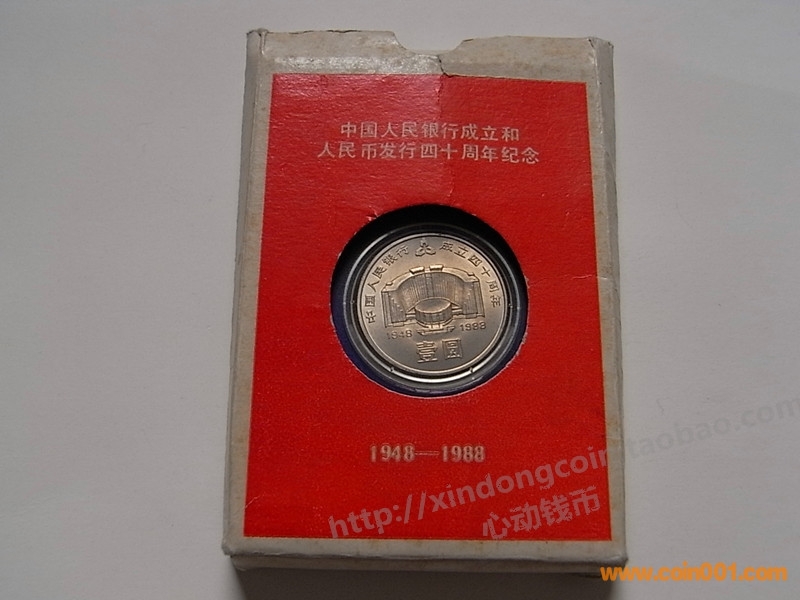 中国人民银行成立和
人民币发行四十周年纪念
中国人民银行 成立四十周年
1948-1988
壹圆
1948—1988
http://xindongcoin.taobao.com
心动钱币
www.coin001.com